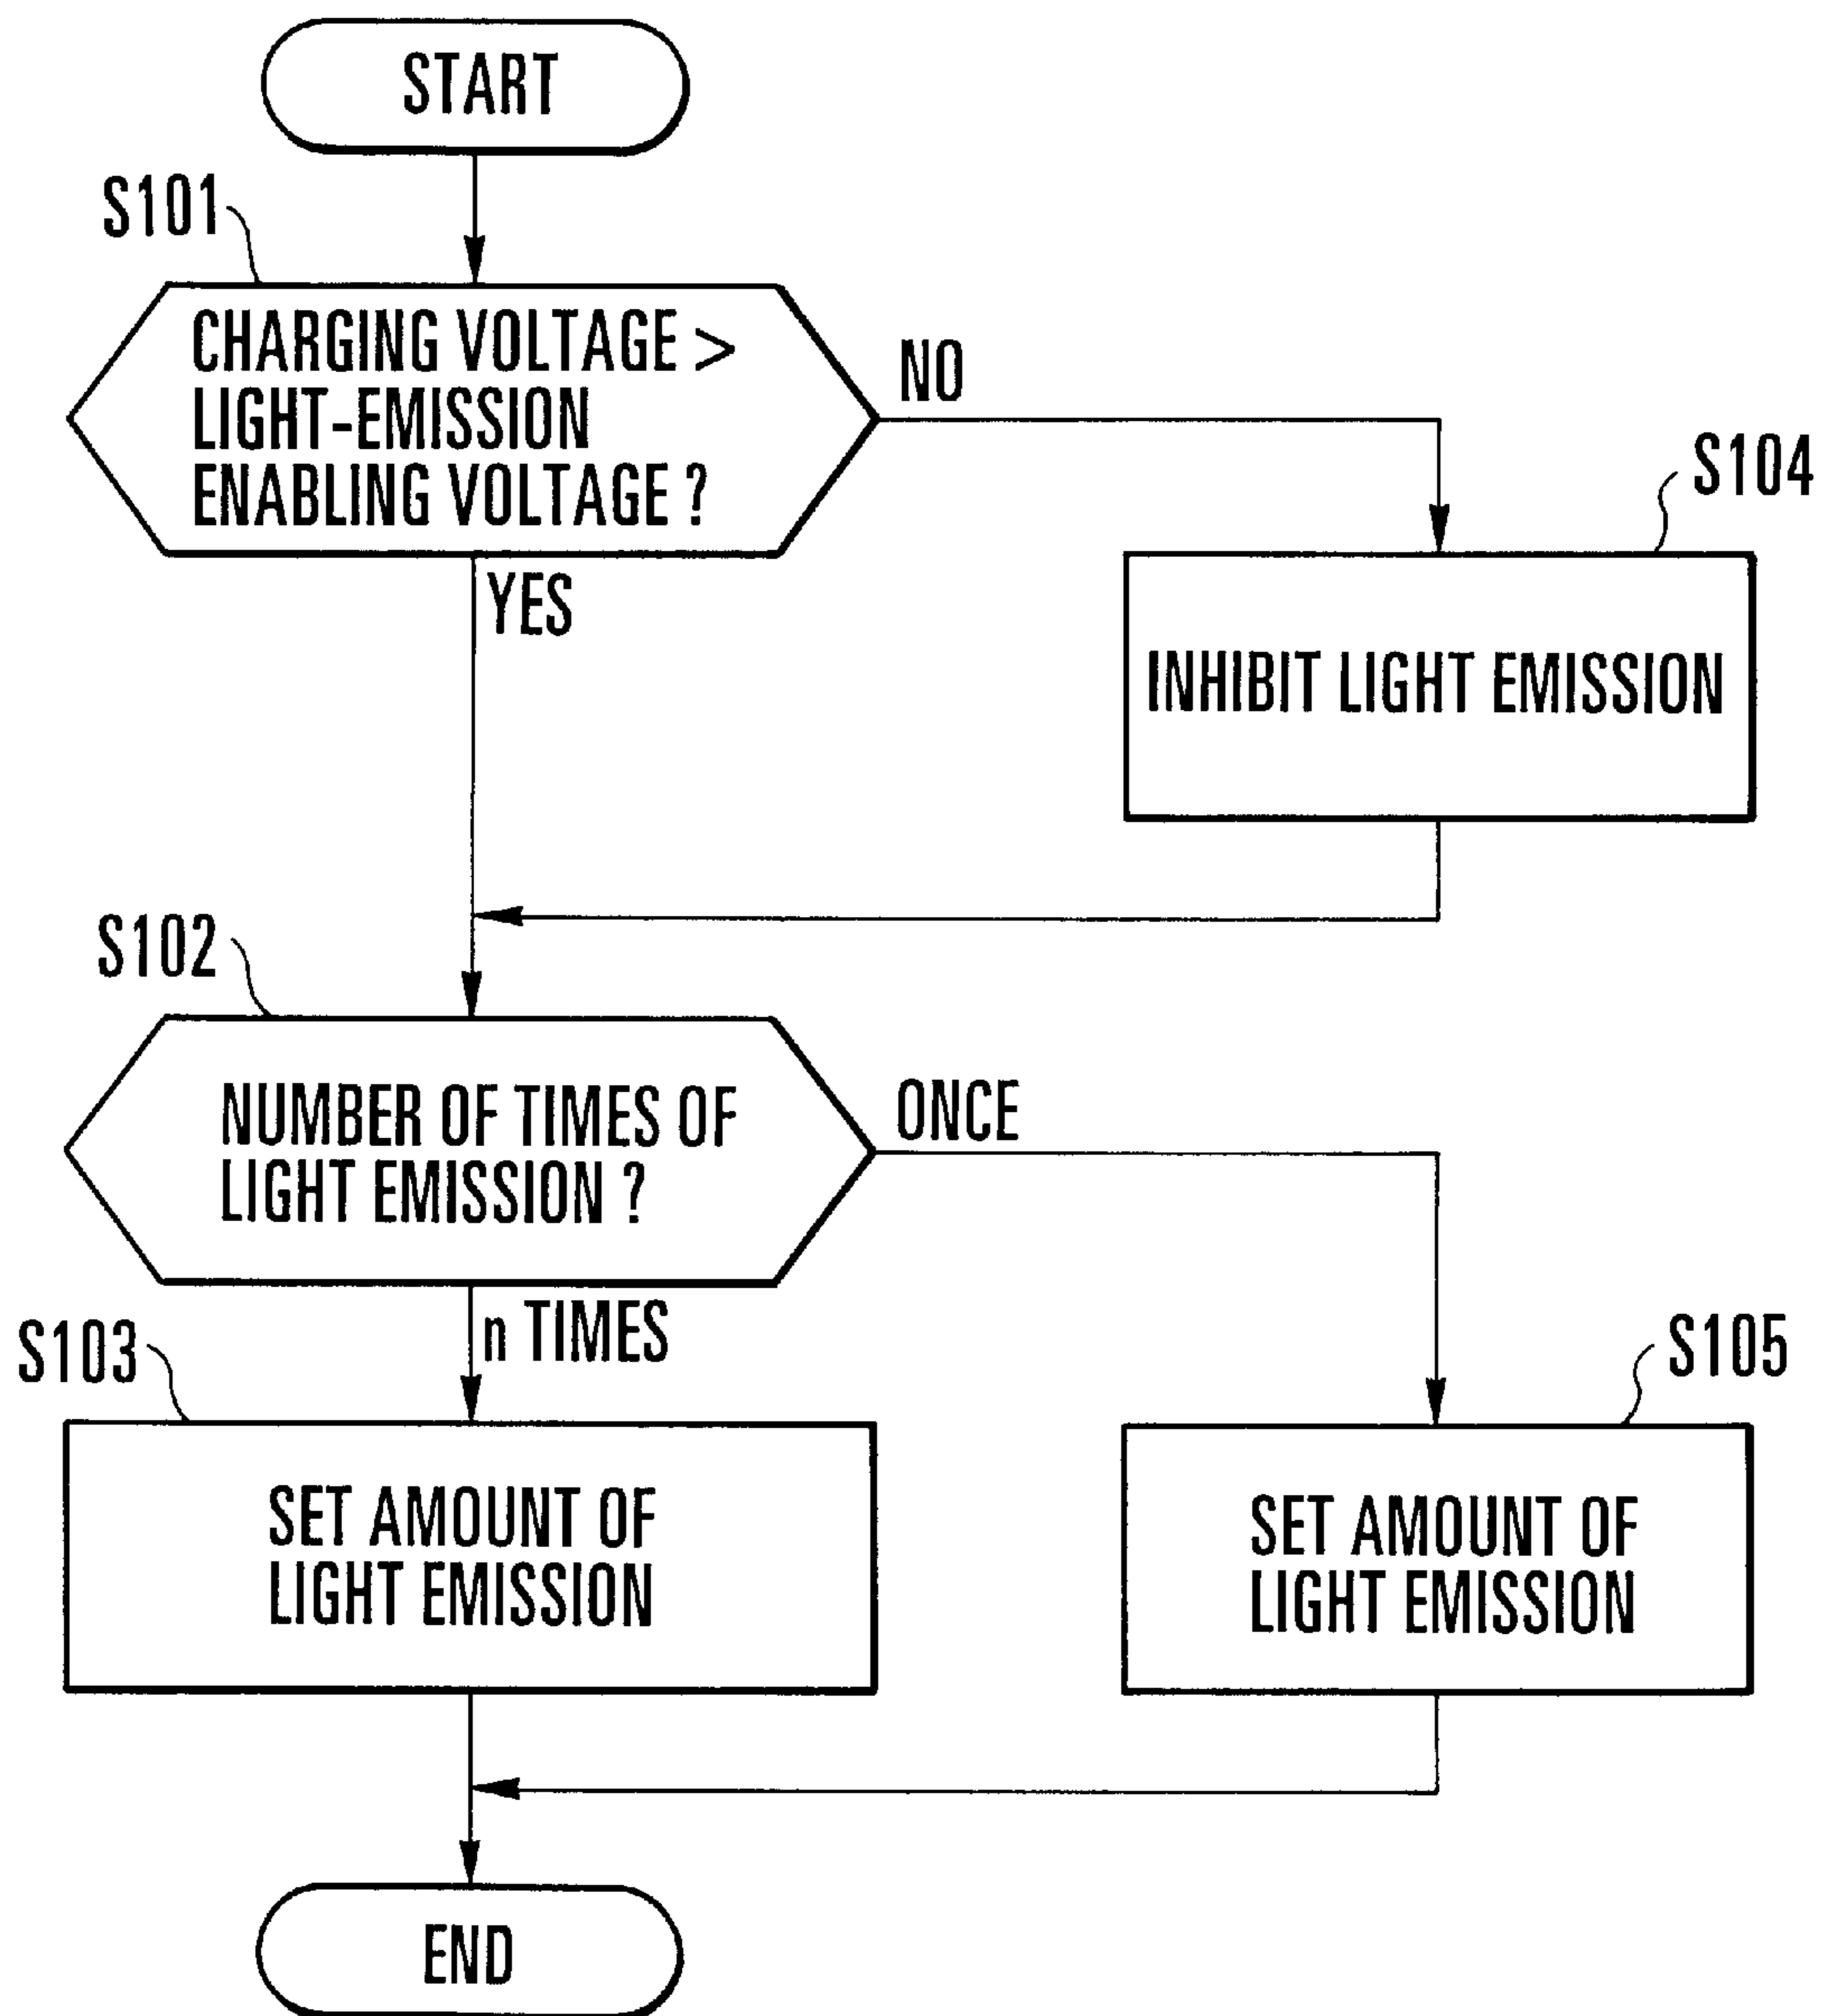 START
S101
CHARGING VOLTAGE >
LIGHT-EMISSION
ENABLING VOLTAGE ?
NO
YES
S104
INHIBIT LIGHT EMISSION
S102
NUMBER OF TIMES OF
LIGHT EMISSION ?
ONCE
n TIMES
S103
SET AMOUNT OF
LIGHT EMISSION
S105
SET AMOUNT OF
LIGHT EMISSION
END